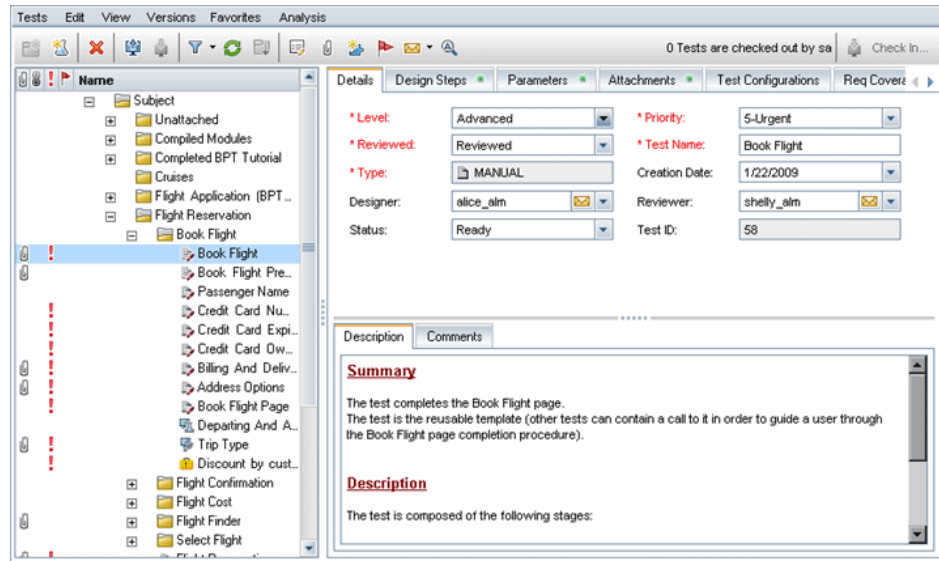 Tests Edit View Versions Favorites Analysis
0 Tests are checked out by sa Check In...
Name
Subject
Unattached
Compiled Modules
Completed BPT Tutorial
Cruises
Flight Application (BPT ...
Flight Reservation
Book Flight
Book Flight
Book Flight Pre...
Passenger Name
Credit Card Nu...
Credit Card Expi...
Credit Card Ow...
Billing And Deliv...
Address Options
Book Flight Page
Departing And A...
Trip Type
Discount by cust...
Flight Confirmation
Flight Cost
Flight Finder
Select Flight
Details Design Steps Parameters Attachments Test Configurations Req Covera
* Level: Advanced * Priority: 5-Urgent
* Reviewed: Reviewed * Test Name: Book Flight
* Type: MANUAL Creation Date: 1/22/2009
Designer: alice_alm Reviewer: shelly_alm
Status: Ready Test ID: 58
Description Comments
Summary
The test completes the Book Flight page.
The test is the reusable template (other tests can contain a call to it in order to guide a user through
the Book Flight page completion procedure).
Description
The test is composed of the following stages: